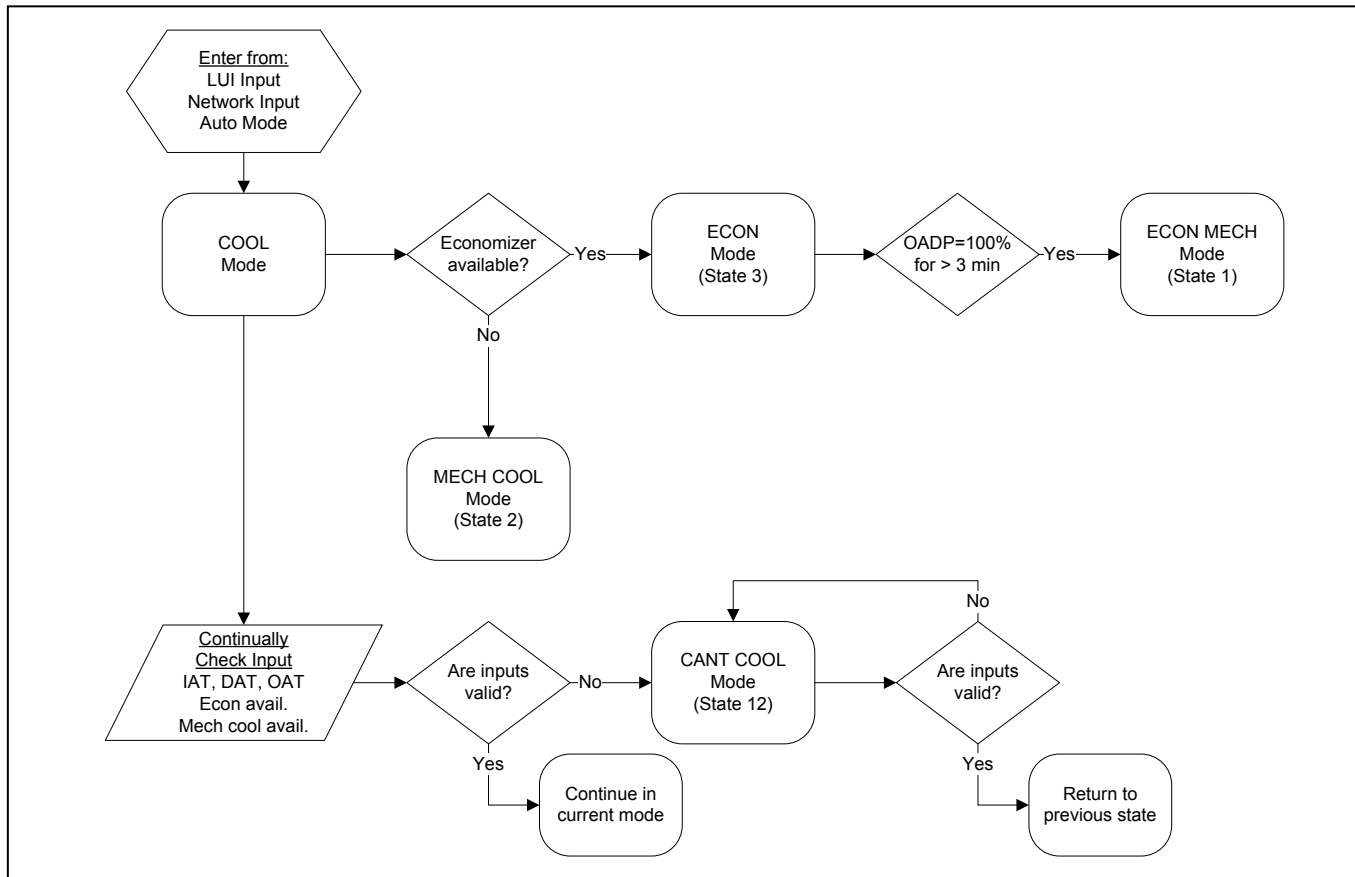 Enter from:
LUI Input
Network Input
Auto Mode
COOL
Mode
Economizer
available?
Yes
ECON
Mode
(State 3)
OADP=100%
for > 3 min
Yes
ECON MECH
Mode
(State 1)
No
MECH COOL
Mode
(State 2)
Continually
Check Input
IAT, DAT, OAT
Econ avail.
Mech cool avail.
Are inputs
valid?
No
CANT COOL
Mode
(State 12)
No
Are inputs
valid?
Yes
Continue in
current mode
Yes
Return to
previous state